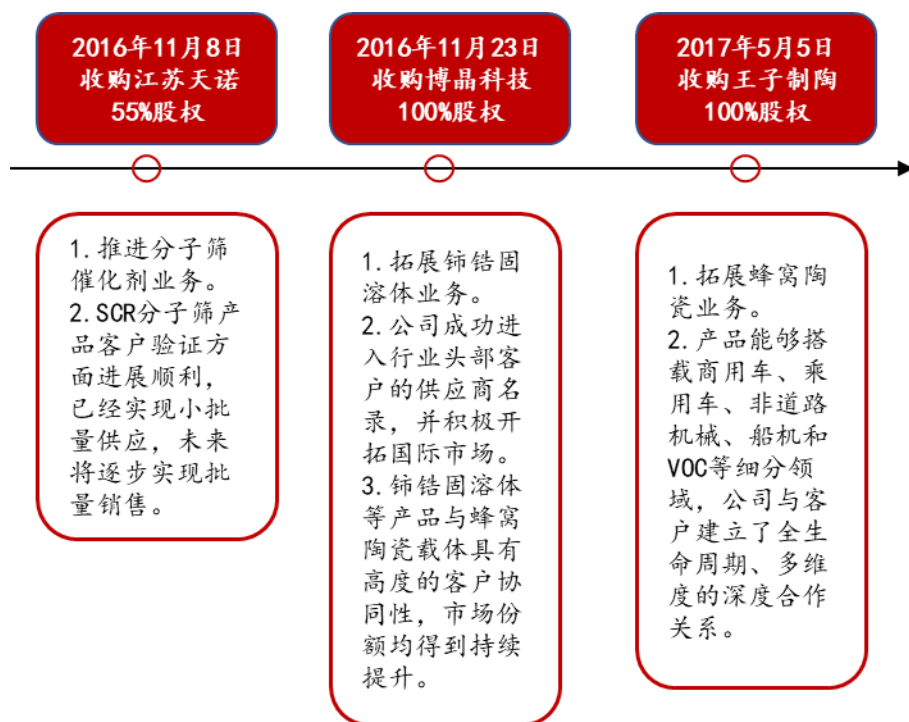 2016年11月8日
收购江苏天诺
55%股权
2016年11月23日
收购博晶科技
100%股权
2017年5月5日
收购王子制陶
100%股权
1.推进分子筛
催化剂业务。
2.SCR分子筛产
品客户验证方
面进展顺利，
已经实现小批
量供应，未来
将逐步实现批
量销售。
1.拓展铈锆固
溶体业务。
2.公司成功进
入行业头部客
户的供应商名
录，并积极开
拓国际市场。
3.铈锆固溶体
等产品与蜂窝
陶瓷载体具有
高度的客户协
同性，市场份
额均得到持续
提升。
1.拓展蜂窝陶
瓷业务。
2.产品能够搭
载商用车、乘
用车、非道路
机械、船机和
VOC等细分领
域，公司与客
户建立了全生
命周期、多维
度的深度合作
关系。